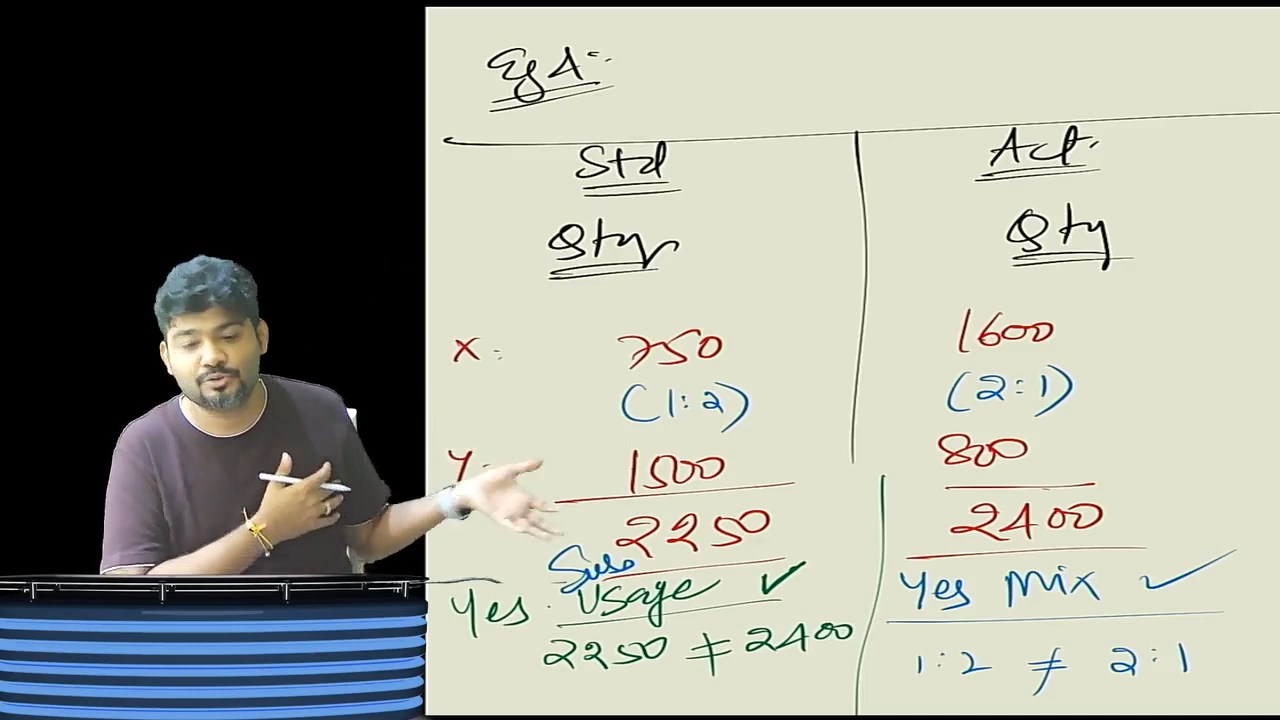 Eg 4:-
Std Act.
Qty Qty
X: 750 1600
(1:2) (2:1)
Y: 1500 800
2250 2400
Sub
Yes. Usage ✓ Yes Mix ✓
2250 ≠ 2400 1:2 ≠ 2:1